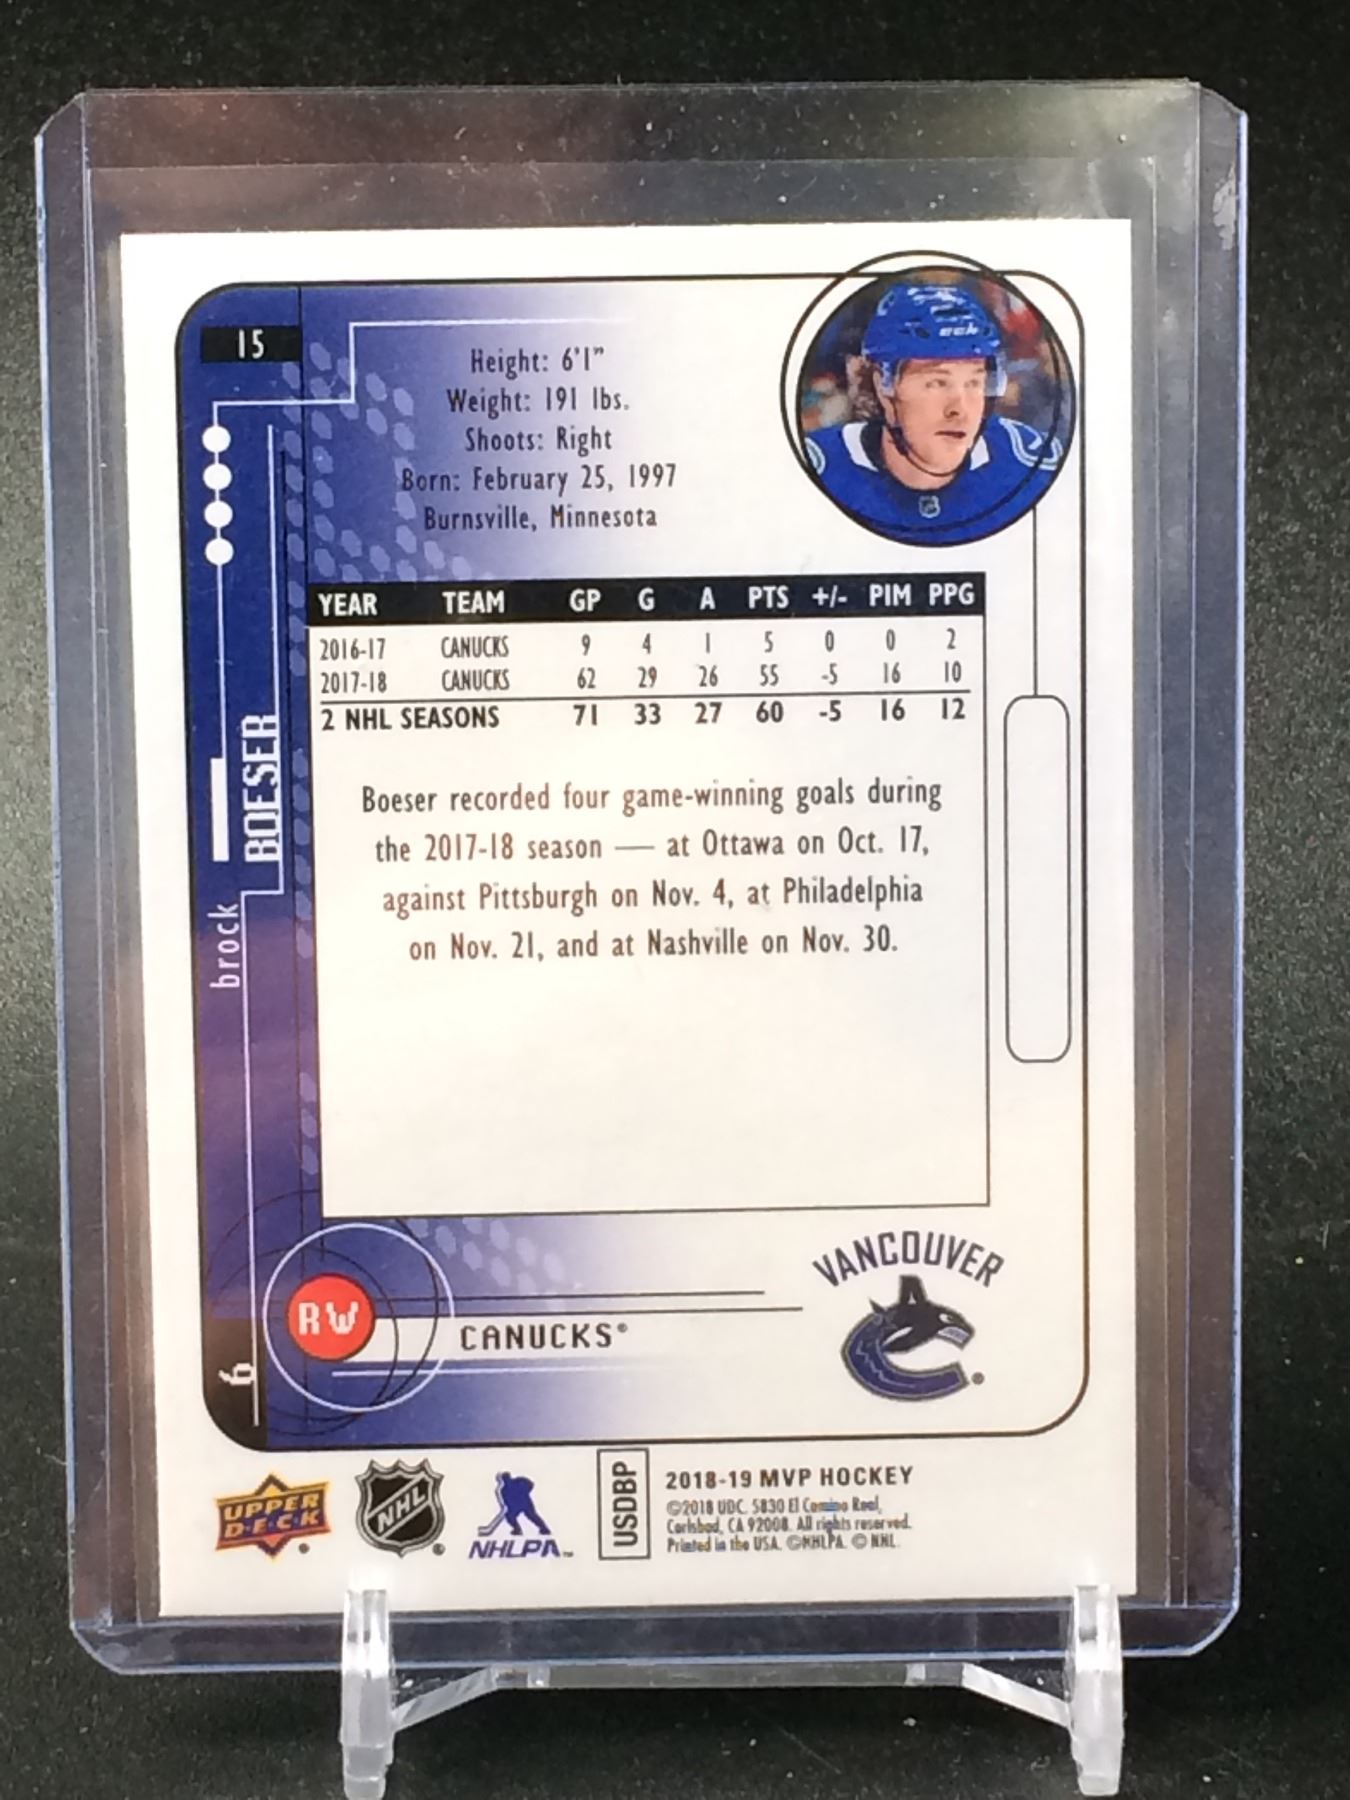 15
Height: 6'1"
Weight: 191 lbs.
Shoots: Right
Born: February 25, 1997
Burnsville, Minnesota
CCM
YEAR TEAM GP G A PTS +/- PIM PPG
2016-17 CANUCKS 9 4 1 5 0 0 2
2017-18 CANUCKS 62 29 26 55 -5 16 10
2 NHL SEASONS 71 33 27 60 -5 16 12
Boeser recorded four game-winning goals during
the 2017-18 season — at Ottawa on Oct. 17,
against Pittsburgh on Nov. 4, at Philadelphia
on Nov. 21, and at Nashville on Nov. 30.
brock BOESER
6
RW
CANUCKS®
VANCOUVER
®
UPPER
D·E·C·K
®
NHL
®
NHLPA™
USDBP
2018-19 MVP HOCKEY
©2018 UDC. 5830 El Camino Real,
Carlsbad, CA 92008. All rights reserved.
Printed in the USA. ©NHLPA. © NHL.